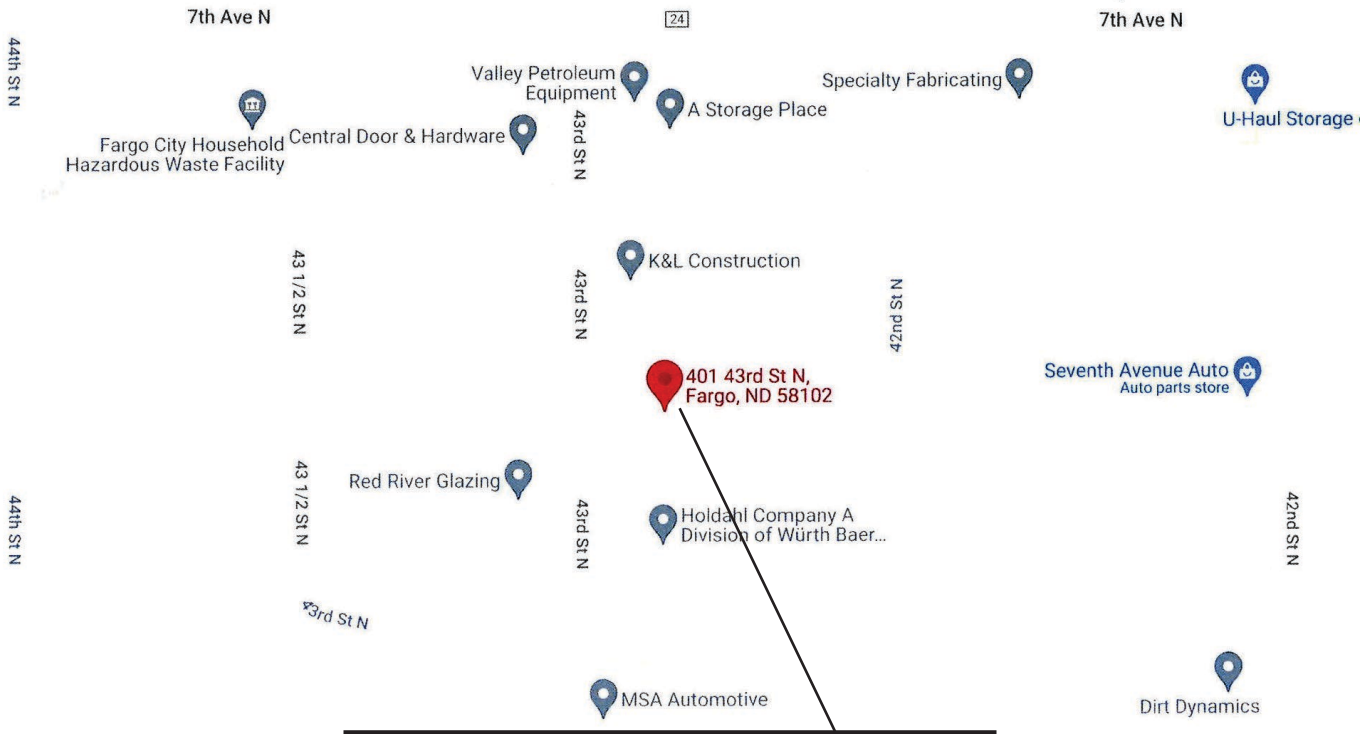 7th Ave N
24
7th Ave N
44th St N
Valley Petroleum
Equipment
A Storage Place
Specialty Fabricating
U-Haul Storage
Fargo City Household
Hazardous Waste Facility
Central Door & Hardware
43rd St N
43 1/2 St N
43rd St N
K&L Construction
42nd St N
401 43rd St N,
Fargo, ND 58102
Seventh Avenue Auto
Auto parts store
Red River Glazing
43 1/2 St N
44th St N
43rd St N
Holdahl Company A
Division of Würth Baer...
42nd St N
43rd St N
MSA Automotive
Dirt Dynamics